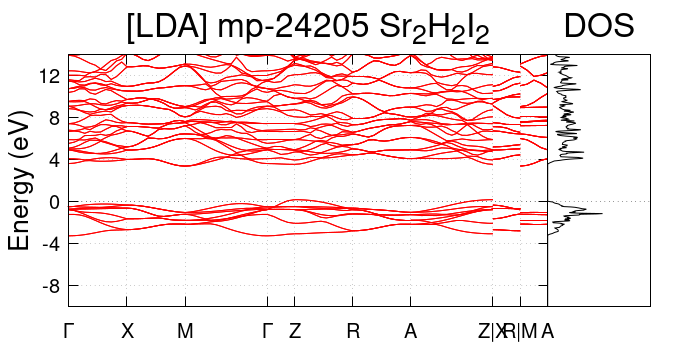 [LDA] mp-24205 Sr2H2I2 DOS
Energy (eV)
12
8
4
0
-4
-8
Γ X M Γ Z R A Z|X R|M A